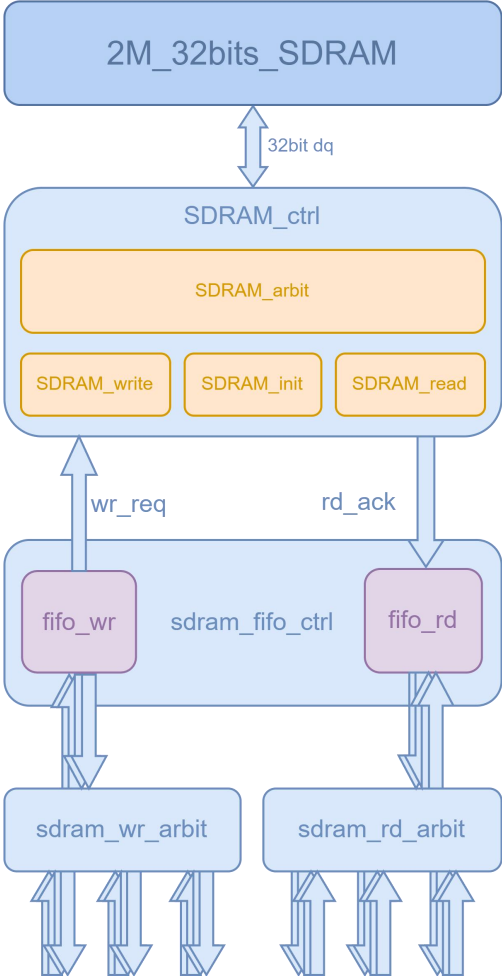 2M_32bits_SDRAM
32bit dq
SDRAM_ctrl
SDRAM_arbit
SDRAM_write
SDRAM_init
SDRAM_read
wr_req
rd_ack
fifo_wr
sdram_fifo_ctrl
fifo_rd
sdram_wr_arbit
sdram_rd_arbit